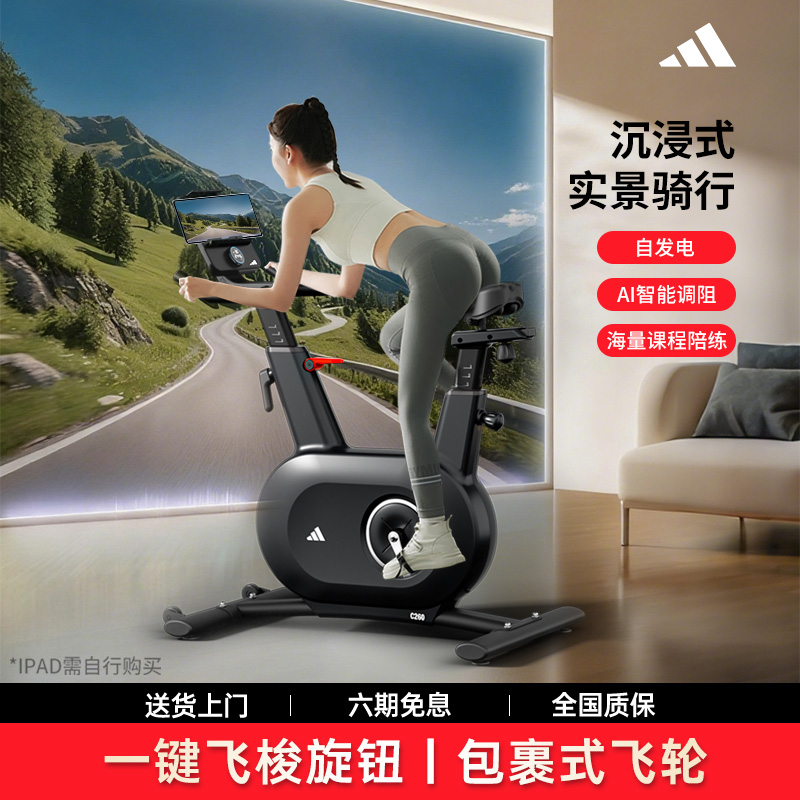 沉浸式
实景骑行
自发电
AI智能调阻
海量课程陪练
C260
*IPAD需自行购买
送货上门
六期免息
全国质保
一键飞梭旋钮 | 包裹式飞轮